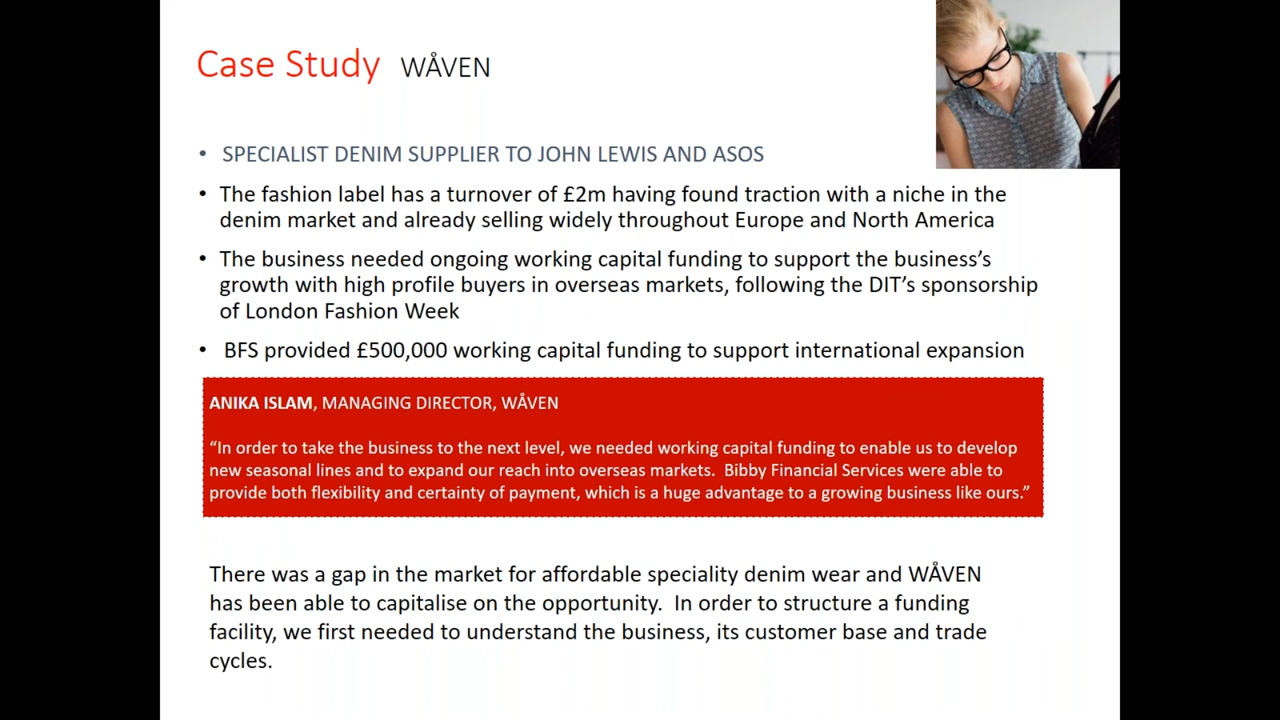 Case Study WÅVEN
• SPECIALIST DENIM SUPPLIER TO JOHN LEWIS AND ASOS
• The fashion label has a turnover of £2m having found traction with a niche in the
denim market and already selling widely throughout Europe and North America
• The business needed ongoing working capital funding to support the business’s
growth with high profile buyers in overseas markets, following the DIT’s sponsorship
of London Fashion Week
• BFS provided £500,000 working capital funding to support international expansion
ANIKA ISLAM, MANAGING DIRECTOR, WÅVEN
“In order to take the business to the next level, we needed working capital funding to enable us to develop
new seasonal lines and to expand our reach into overseas markets. Bibby Financial Services were able to
provide both flexibility and certainty of payment, which is a huge advantage to a growing business like ours.”
There was a gap in the market for affordable speciality denim wear and WÅVEN
has been able to capitalise on the opportunity. In order to structure a funding
facility, we first needed to understand the business, its customer base and trade
cycles.